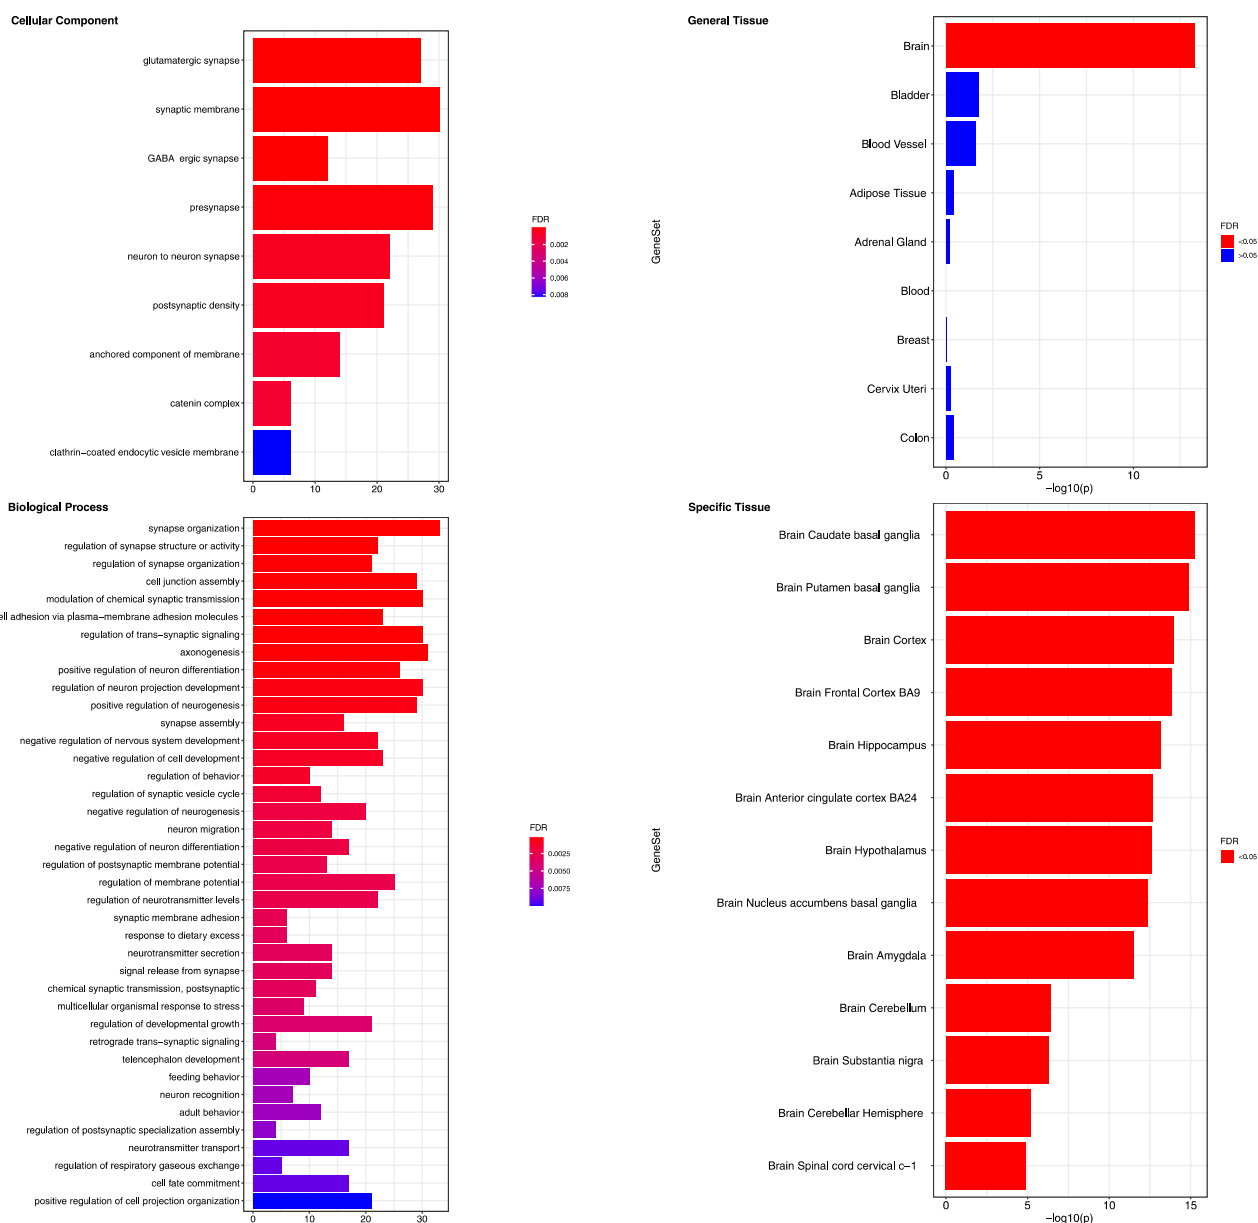 Cellular Component
glutamatergic synapse
synaptic membrane
GABA ergic synapse
presynapse
neuron to neuron synapse
postsynaptic density
anchored component of membrane
catenin complex
clathrin−coated endocytic vesicle membrane
0 10 20 30
FDR
0.002
0.004
0.006
0.008
General Tissue
GeneSet
Brain
Bladder
Blood Vessel
Adipose Tissue
Adrenal Gland
Blood
Breast
Cervix Uteri
Colon
0 5 10
−log10(p)
FDR
<0.05
>0.05
Biological Process
synapse organization
regulation of synapse structure or activity
regulation of synapse organization
cell junction assembly
modulation of chemical synaptic transmission
ell adhesion via plasma−membrane adhesion molecules
regulation of trans−synaptic signaling
axonogenesis
positive regulation of neuron differentiation
regulation of neuron projection development
positive regulation of neurogenesis
synapse assembly
negative regulation of nervous system development
negative regulation of cell development
regulation of behavior
regulation of synaptic vesicle cycle
negative regulation of neurogenesis
neuron migration
negative regulation of neuron differentiation
regulation of postsynaptic membrane potential
regulation of membrane potential
regulation of neurotransmitter levels
synaptic membrane adhesion
response to dietary excess
neurotransmitter secretion
signal release from synapse
chemical synaptic transmission, postsynaptic
multicellular organismal response to stress
regulation of developmental growth
retrograde trans−synaptic signaling
telencephalon development
feeding behavior
neuron recognition
adult behavior
regulation of postsynaptic specialization assembly
neurotransmitter transport
regulation of respiratory gaseous exchange
cell fate commitment
positive regulation of cell projection organization
0 10 20 30
FDR
0.0025
0.0050
0.0075
Specific Tissue
GeneSet
Brain Caudate basal ganglia
Brain Putamen basal ganglia
Brain Cortex
Brain Frontal Cortex BA9
Brain Hippocampus
Brain Anterior cingulate cortex BA24
Brain Hypothalamus
Brain Nucleus accumbens basal ganglia
Brain Amygdala
Brain Cerebellum
Brain Substantia nigra
Brain Cerebellar Hemisphere
Brain Spinal cord cervical c−1
0 5 10 15
−log10(p)
FDR
<0.05